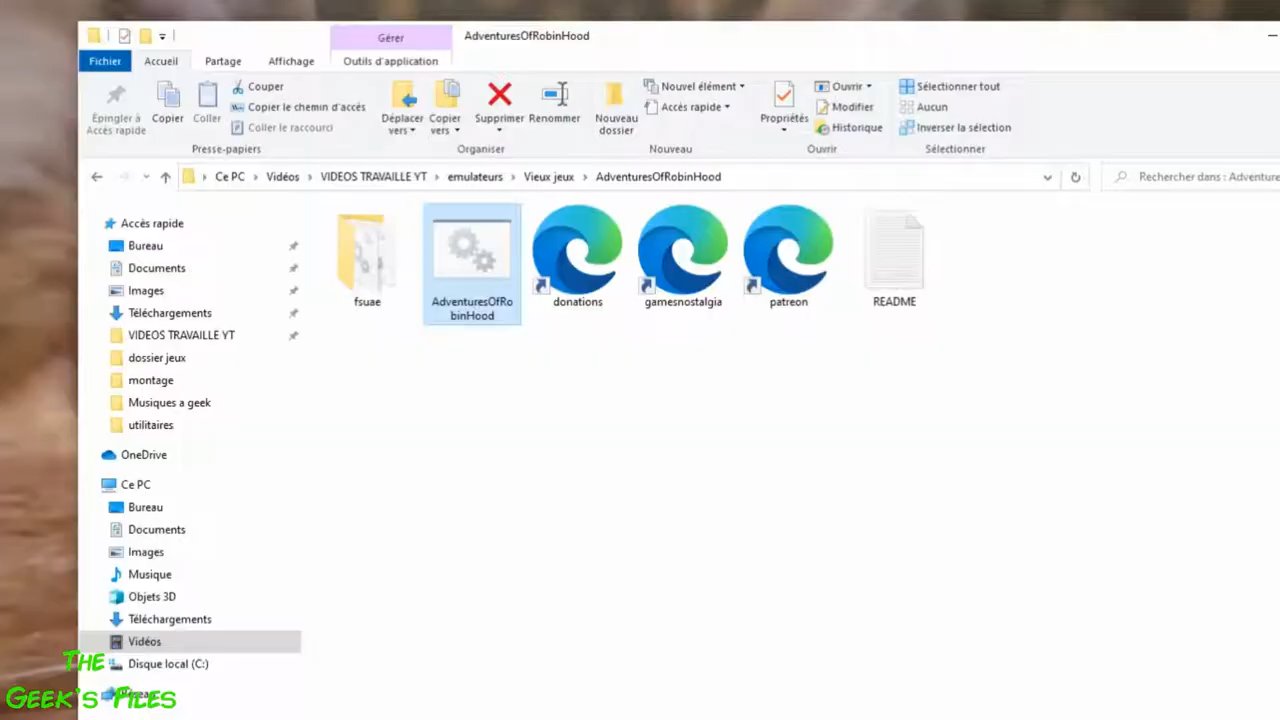 Gérer
AdventuresOfRobinHood
Fichier
Accueil
Partage
Affichage
Outils d'application
Épingler à
Accès rapide
Copier
Coller
Couper
Copier le chemin d'accès
Coller le raccourci
Presse-papiers
Déplacer
vers
Copier
vers
Supprimer
Renommer
Organiser
Nouveau
dossier
Nouvel élément
Accès rapide
Nouveau
Propriétés
Ouvrir
Modifier
Historique
Ouvrir
Sélectionner tout
Aucun
Inverser la sélection
Sélectionner
Ce PC > Vidéos > VIDEOS TRAVAILLE YT > emulateurs > Vieux jeux > AdventuresOfRobinHood
Rechercher dans : Adventure
Accès rapide
Bureau
Documents
Images
Téléchargements
VIDEOS TRAVAILLE YT
dossier jeux
montage
Musiques a geek
utilitaires
OneDrive
Ce PC
Bureau
Documents
Images
Musique
Objets 3D
Téléchargements
Vidéos
Disque local (C:)
fsuae
AdventuresOfRo
binHood
donations
gamesnostalgia
patreon
README
The
Geek's Files